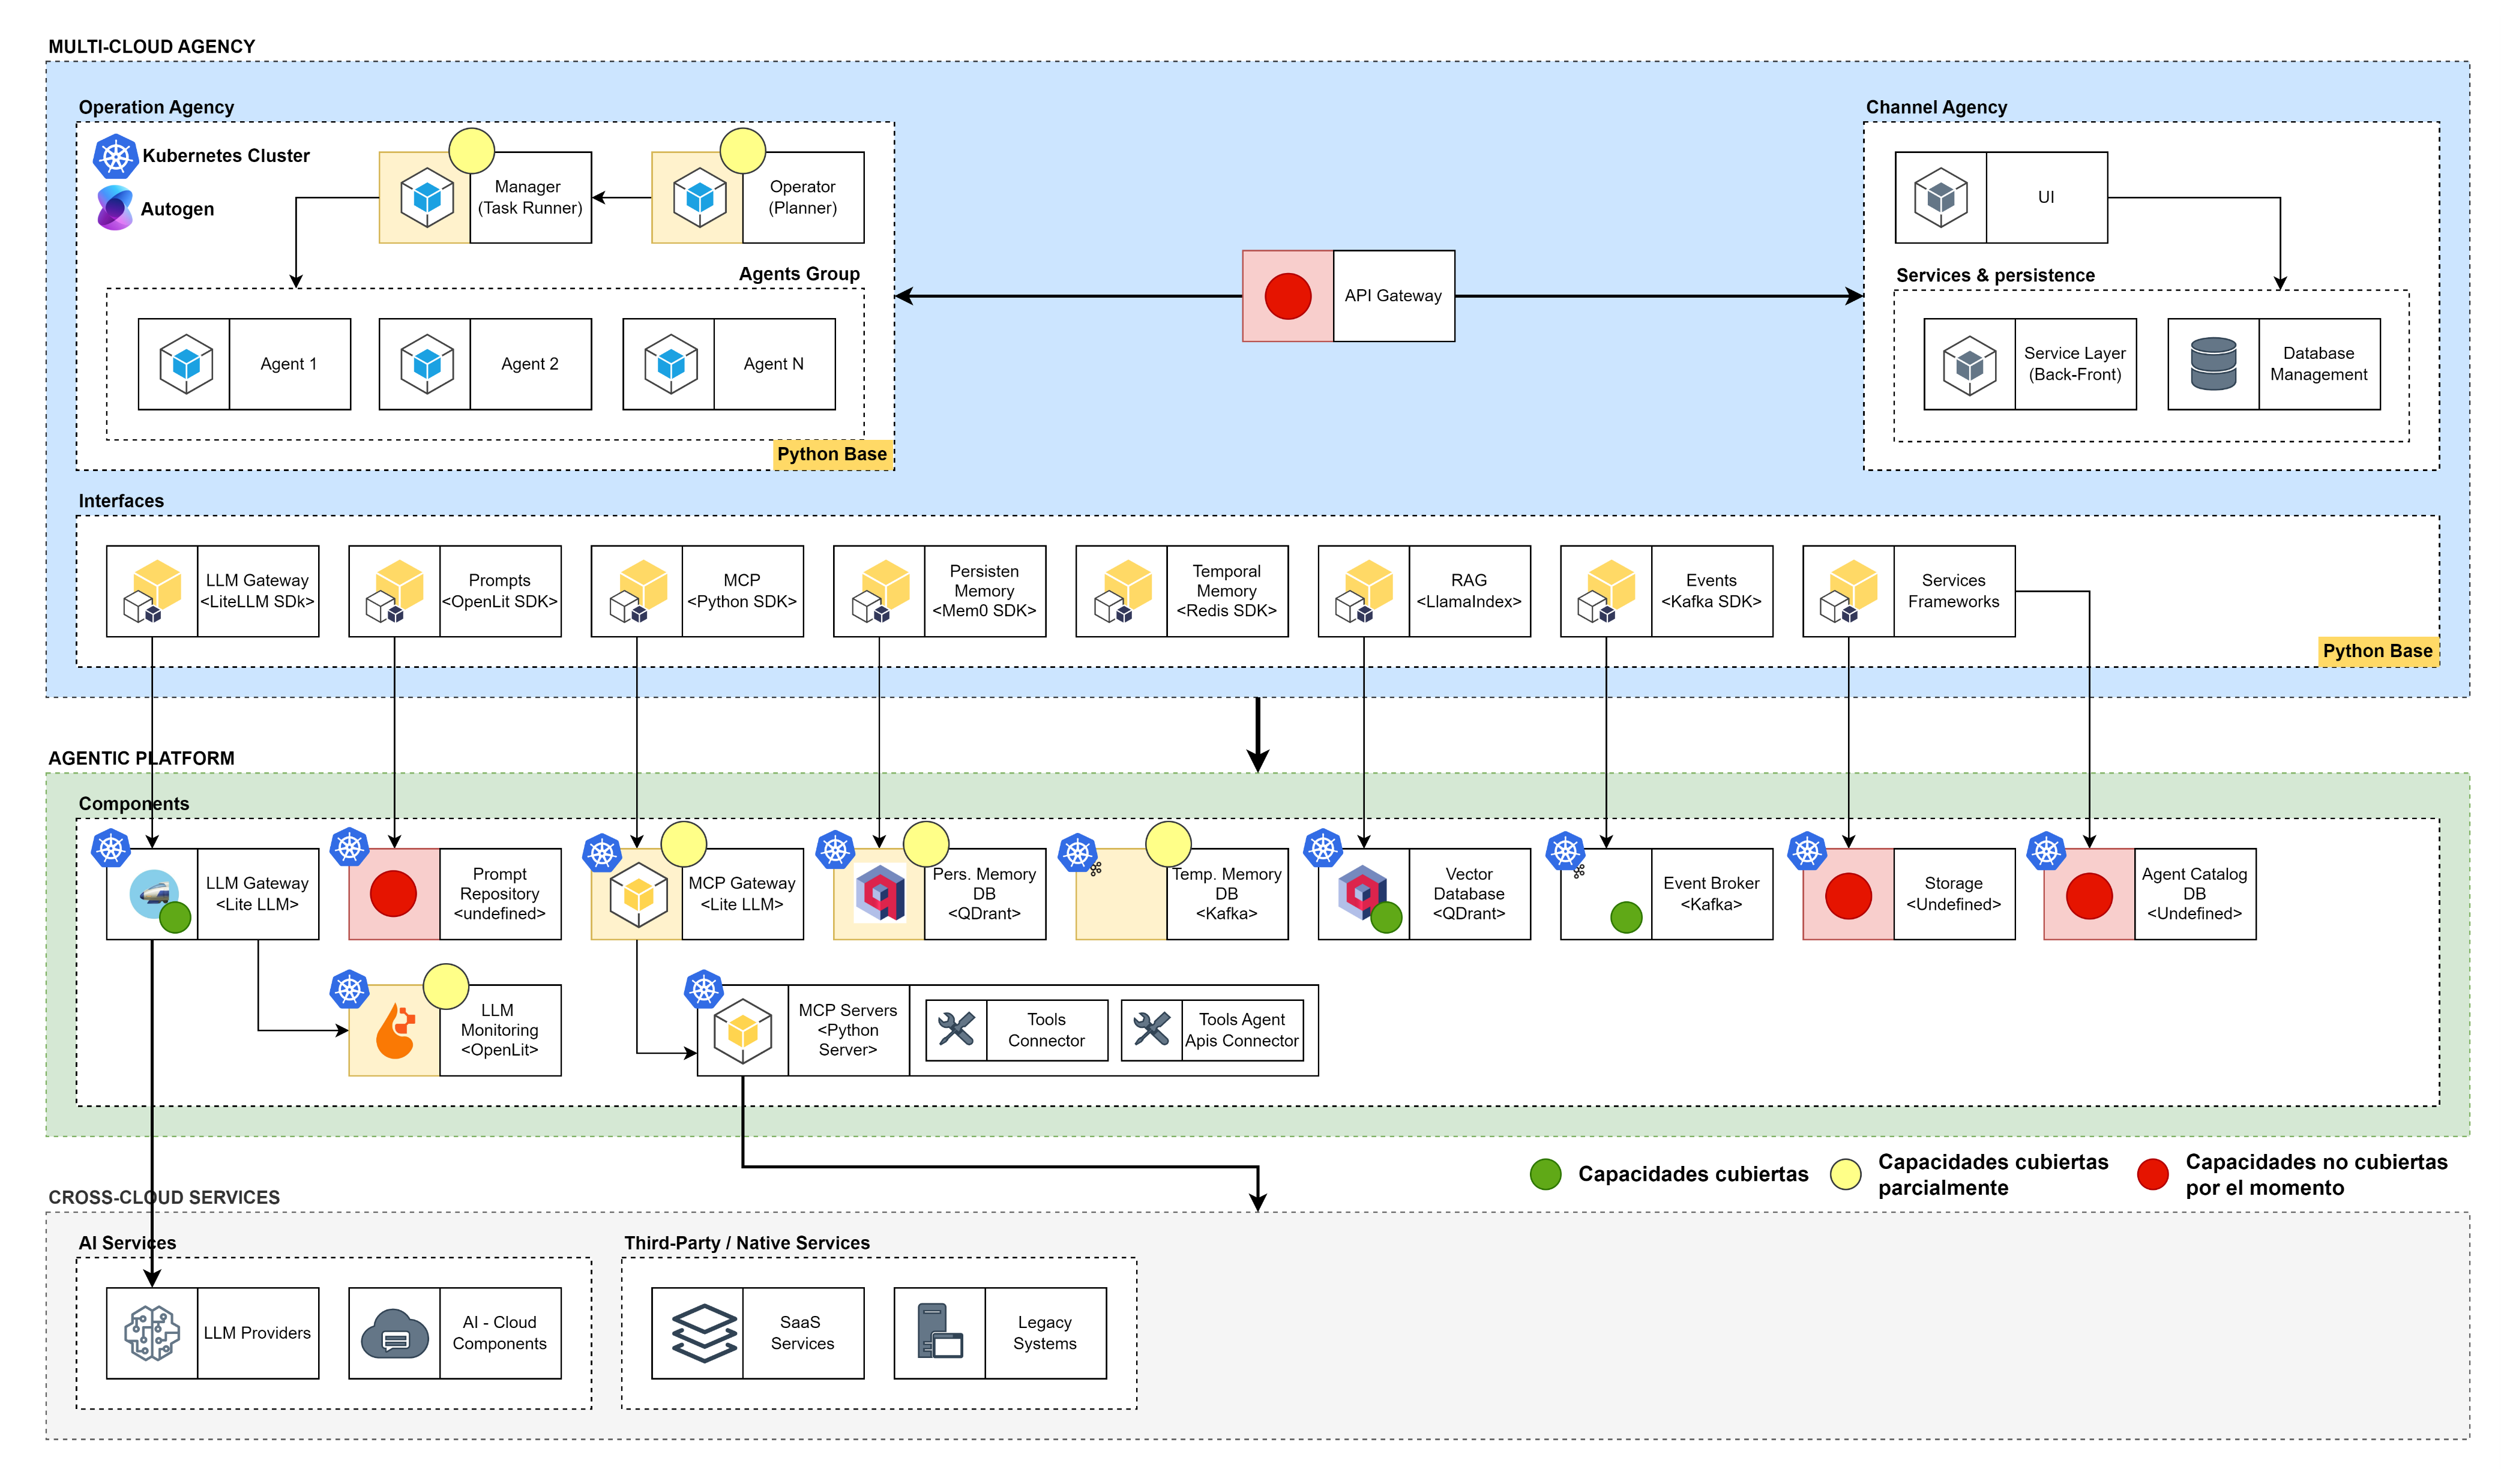 MULTI-CLOUD AGENCY
Operation Agency
Kubernetes Cluster
Autogen
Manager
(Task Runner)
Operator
(Planner)
Agents Group
Agent 1
Agent 2
Agent N
Python Base
API Gateway
Channel Agency
UI
Services & persistence
Service Layer
(Back-Front)
Database
Management
Interfaces
LLM Gateway
<LiteLLM SDk>
Prompts
<OpenLit SDK>
MCP
<Python SDK>
Persisten
Memory
<Mem0 SDK>
Temporal
Memory
<Redis SDK>
RAG
<LlamaIndex>
Events
<Kafka SDK>
Services
Frameworks
Python Base
AGENTIC PLATFORM
Components
LLM Gateway
<Lite LLM>
Prompt
Repository
<undefined>
MCP Gateway
<Lite LLM>
Pers. Memory
DB
<QDrant>
Temp. Memory
DB
<Kafka>
Vector
Database
<QDrant>
Event Broker
<Kafka>
Storage
<Undefined>
Agent Catalog
DB
<Undefined>
LLM
Monitoring
<OpenLit>
MCP Servers
<Python
Server>
Tools
Connector
Tools Agent
Apis Connector
Capacidades cubiertas
Capacidades cubiertas
parcialmente
Capacidades no cubiertas
por el momento
CROSS-CLOUD SERVICES
AI Services
LLM Providers
AI - Cloud
Components
Third-Party / Native Services
SaaS
Services
Legacy
Systems